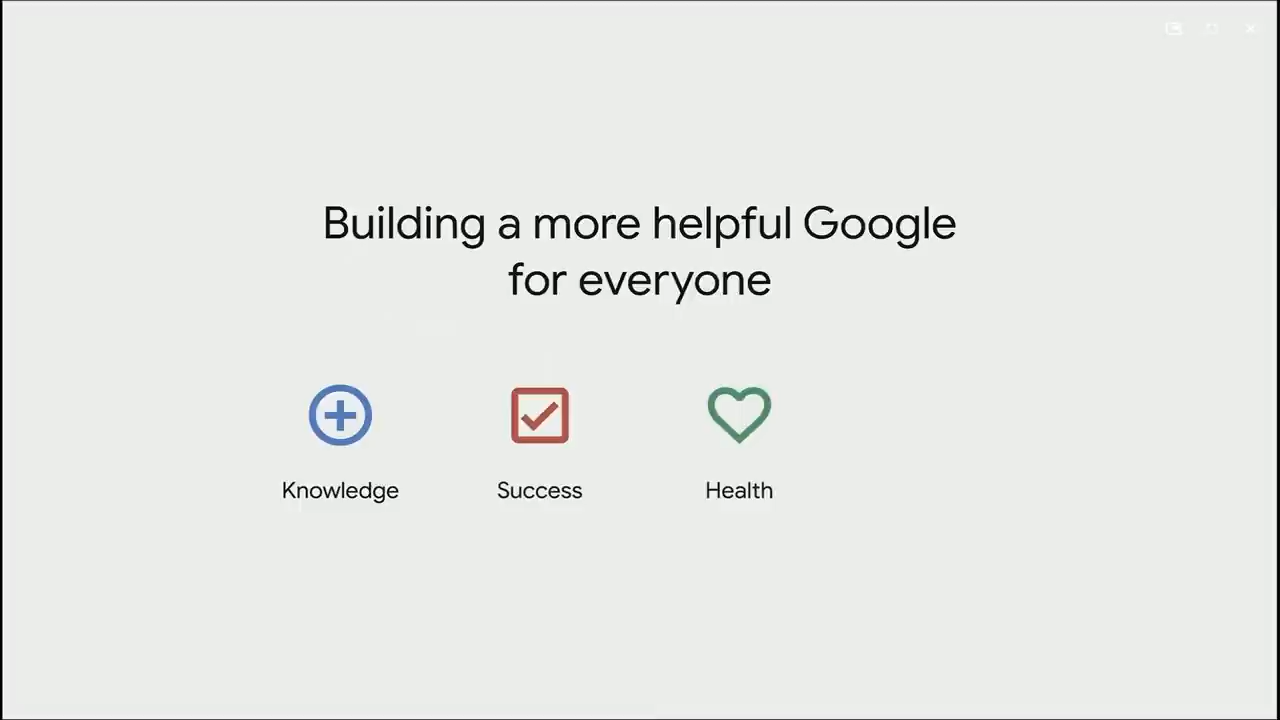 Building a more helpful Google
for everyone
Knowledge
Success
Health